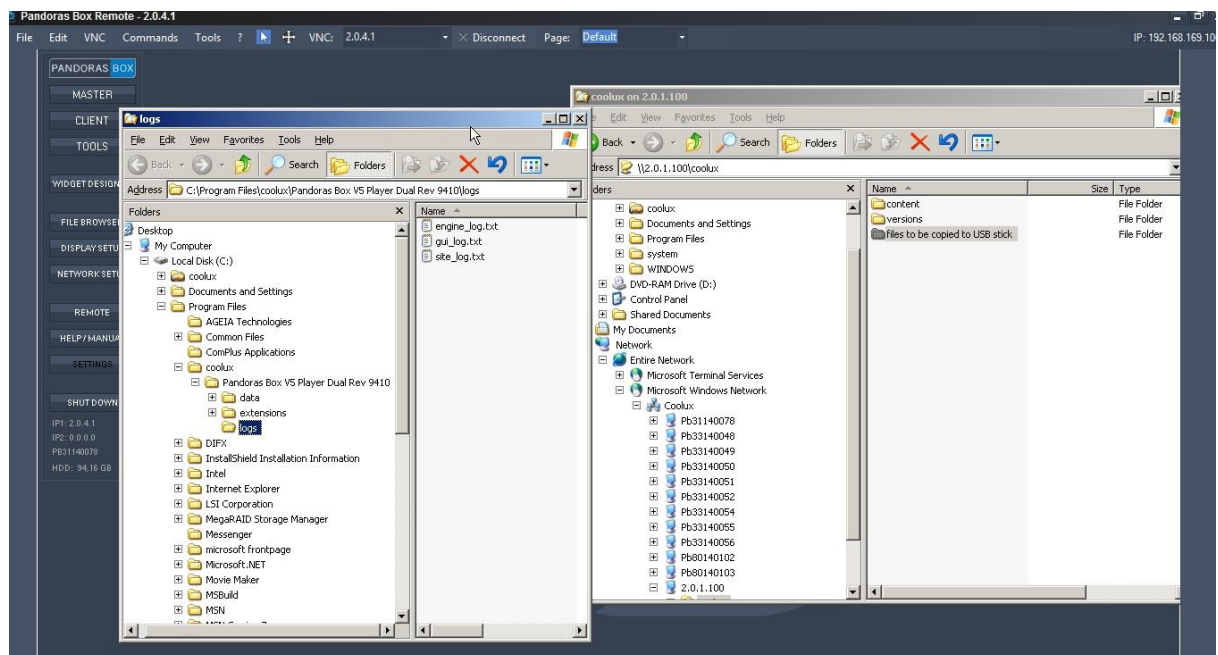 Pandoras Box Remote - 2.0.4.1
File Edit VNC Commands Tools ? VNC: 2.0.4.1 Disconnect Page: Default
PANDORAS BOX
MASTER
CLIENT
TOOLS
WIDGET DESIGN
FILE BROWSE
DISPLAY SETU
NETWORK SETU
REMOTE
HELP / MANUA
SETTINGS
SHUT DOWN
IP1: 2.0.4.1
IP2: 0.0.0.0
PB31140078
HDD: 94,16 GB
logs
File Edit View Favorites Tools Help
Back Search Folders
Address C:\Program Files\coolux\Pandoras Box V5 Player Dual Rev 9410\logs
Folders
Desktop
My Computer
Local Disk (C:)
coolux
Documents and Settings
Program Files
AGEIA Technologies
Common Files
ComPlus Applications
coolux
Pandoras Box V5 Player Dual Rev 9410
data
extensions
logs
DIFX
InstallShield Installation Information
Intel
Internet Explorer
LSI Corporation
MegaRAID Storage Manager
Messenger
microsoft frontpage
Microsoft.NET
Movie Maker
MSBuild
MSN
Name
engine_log.txt
gui_log.txt
site_log.txt
coolux on 2.0.1.100
Edit View Favorites Tools Help
Back Search Folders
dress \\2.0.1.100\coolux
ders
coolux
Documents and Settings
Program Files
system
WINDOWS
DVD-RAM Drive (D:)
Control Panel
Shared Documents
My Documents
Network
Entire Network
Microsoft Terminal Services
Microsoft Windows Network
Coolux
Pb31140078
Pb33140048
Pb33140049
Pb33140050
Pb33140051
Pb33140052
Pb33140054
Pb33140055
Pb33140056
Pb80140102
Pb80140103
2.0.1.100
Name Size Type
content File Folder
versions File Folder
files to be copied to USB stick File Folder